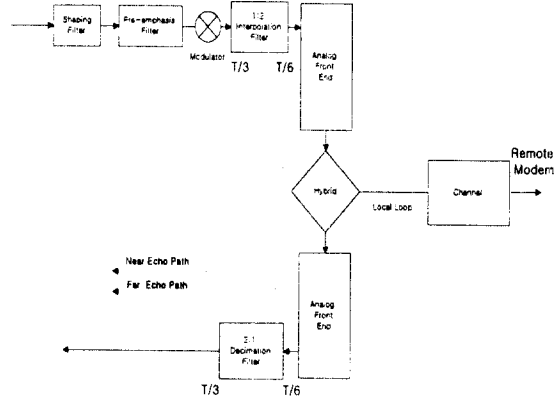 Shaping
Filter
Pre-emphasis
Filter
Modulator
1:2
Interpolation
Filter
T/3
T/6
Analog
Front
End
Hybrid
Local Loop
Channel
Remote
Modem
Near Echo Path
Far Echo Path
Analog
Front
End
2:1
Decimation
Filter
T/3
T/6